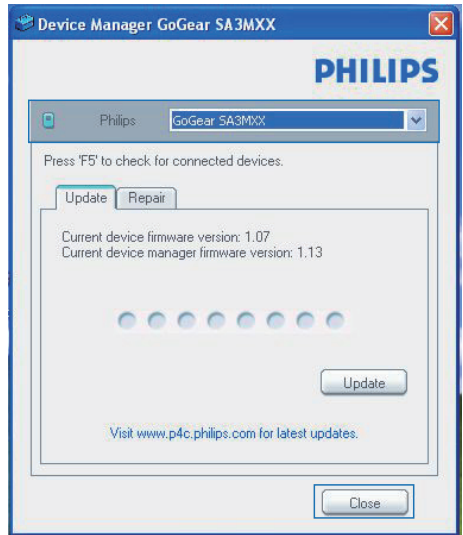 Device Manager GoGear SA3MXX
PHILIPS
Philips GoGear SA3MXX
Press 'F5' to check for connected devices.
Update Repair
Current device firmware version: 1.07
Current device manager firmware version: 1.13
Update
Visit www.p4c.philips.com for latest updates.
Close